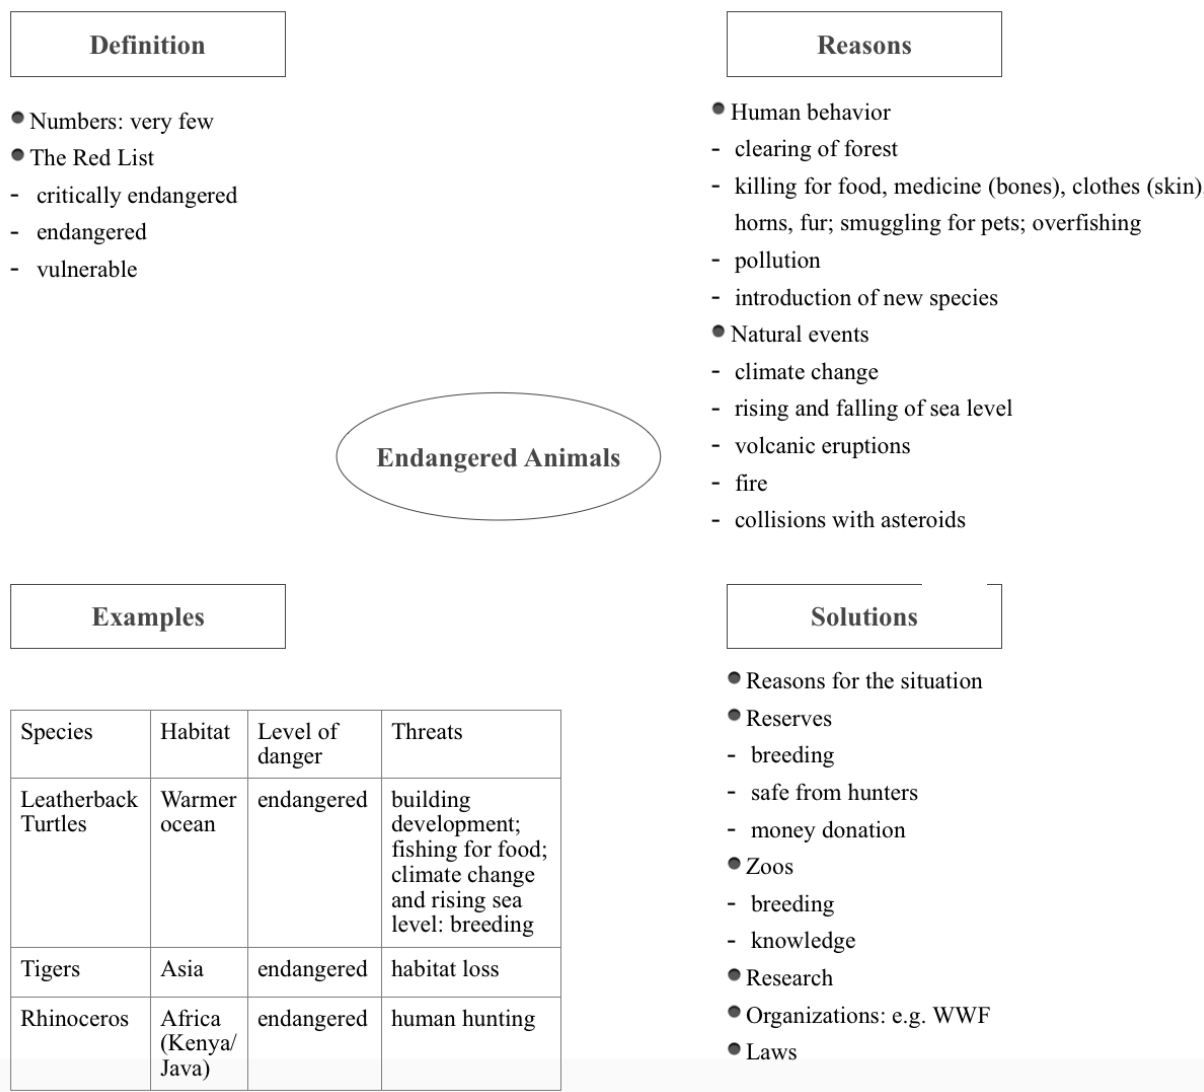 Definition
● Numbers: very few
● The Red List
- critically endangered
- endangered
- vulnerable
Reasons
● Human behavior
- clearing of forest
- killing for food, medicine (bones), clothes (skin)
horns, fur; smuggling for pets; overfishing
- pollution
- introduction of new species
● Natural events
- climate change
- rising and falling of sea level
- volcanic eruptions
- fire
- collisions with asteroids
Endangered Animals
Examples
Species Habitat Level of
danger Threats
Leatherback
Turtles
Warmer
ocean
endangered
building
development;
fishing for food;
climate change
and rising sea
level: breeding
Tigers Asia endangered habitat loss
Rhinoceros
Africa
(Kenya/
Java)
endangered
human hunting
Solutions
● Reasons for the situation
● Reserves
- breeding
- safe from hunters
- money donation
● Zoos
- breeding
- knowledge
● Research
● Organizations: e.g. WWF
● Laws